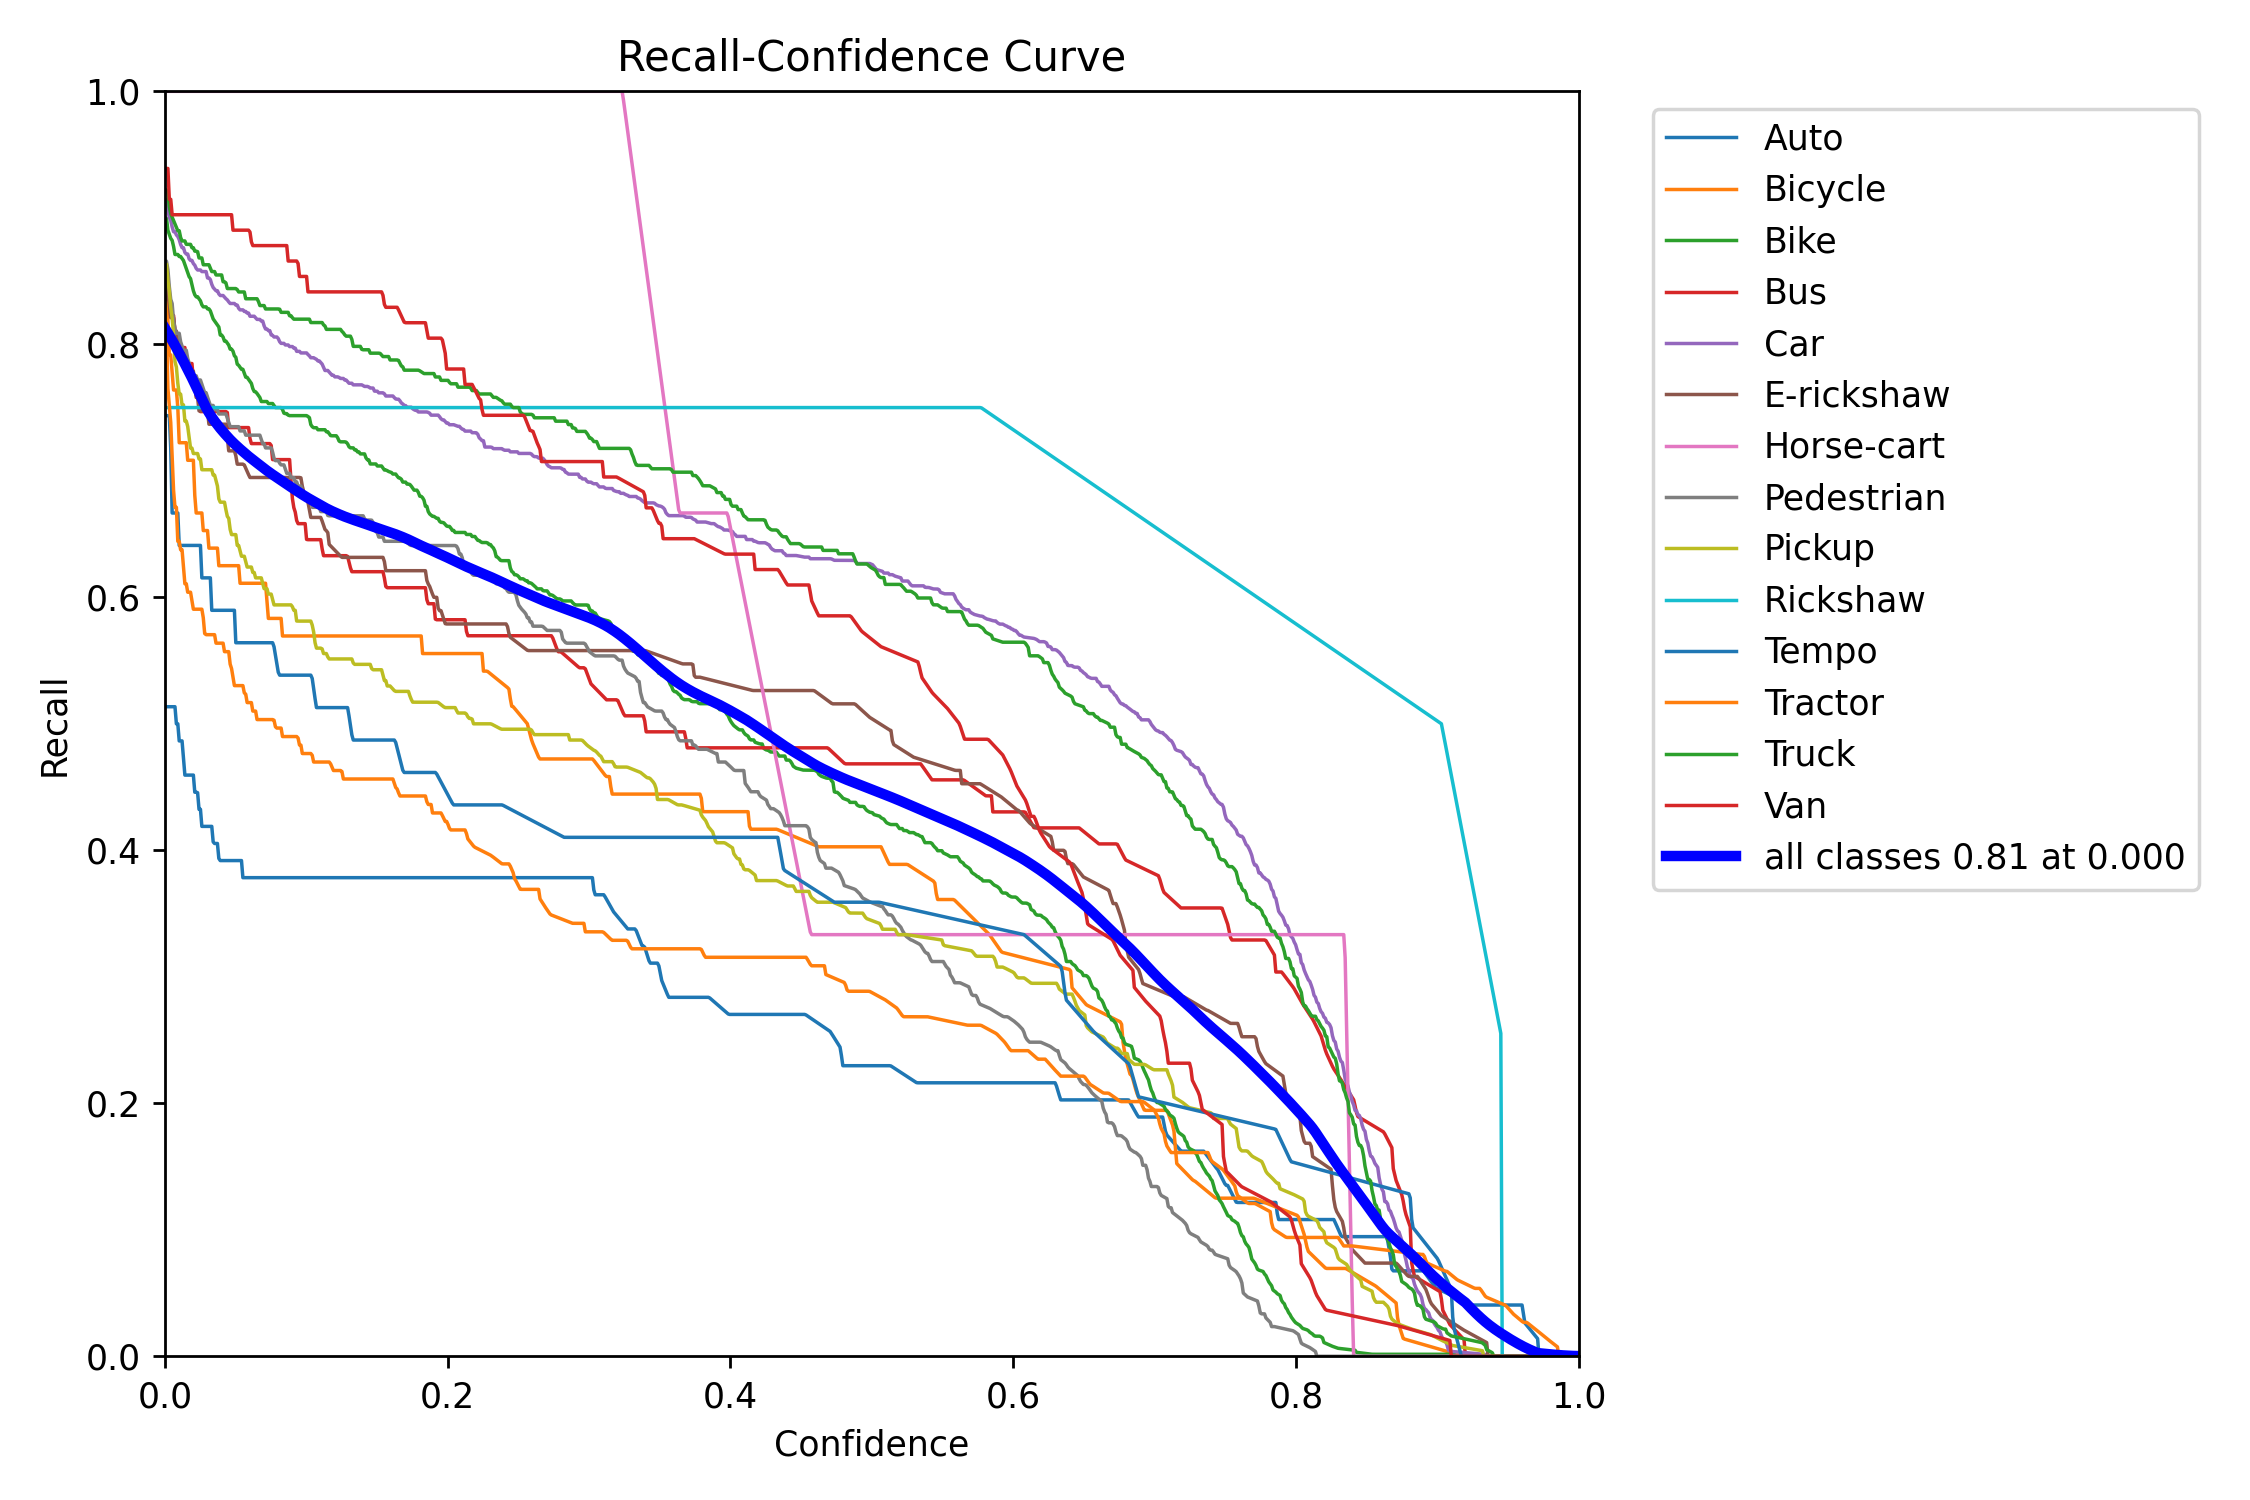 Recall-Confidence Curve
1.0
0.8
0.6
0.4
0.2
0.0
Recall
0.0 0.2 0.4 0.6 0.8 1.0
Confidence
Auto
Bicycle
Bike
Bus
Car
E-rickshaw
Horse-cart
Pedestrian
Pickup
Rickshaw
Tempo
Tractor
Truck
Van
all classes 0.81 at 0.000